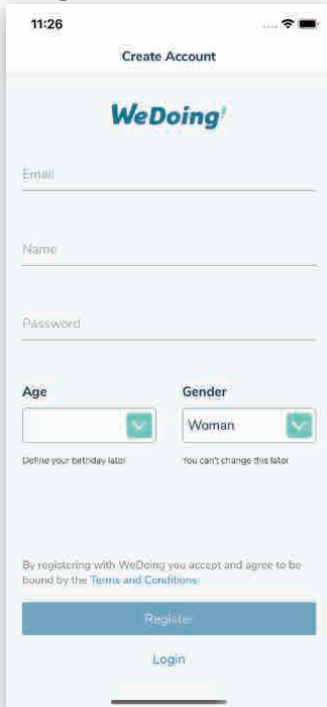 11:26
Create Account
WeDoing!
Email
Name
Password
Age Gender
Woman
Define your birthday later You can't change this later
By registering with WeDoing you accept and agree to be
bound by the Terms and Conditions
Register
Login